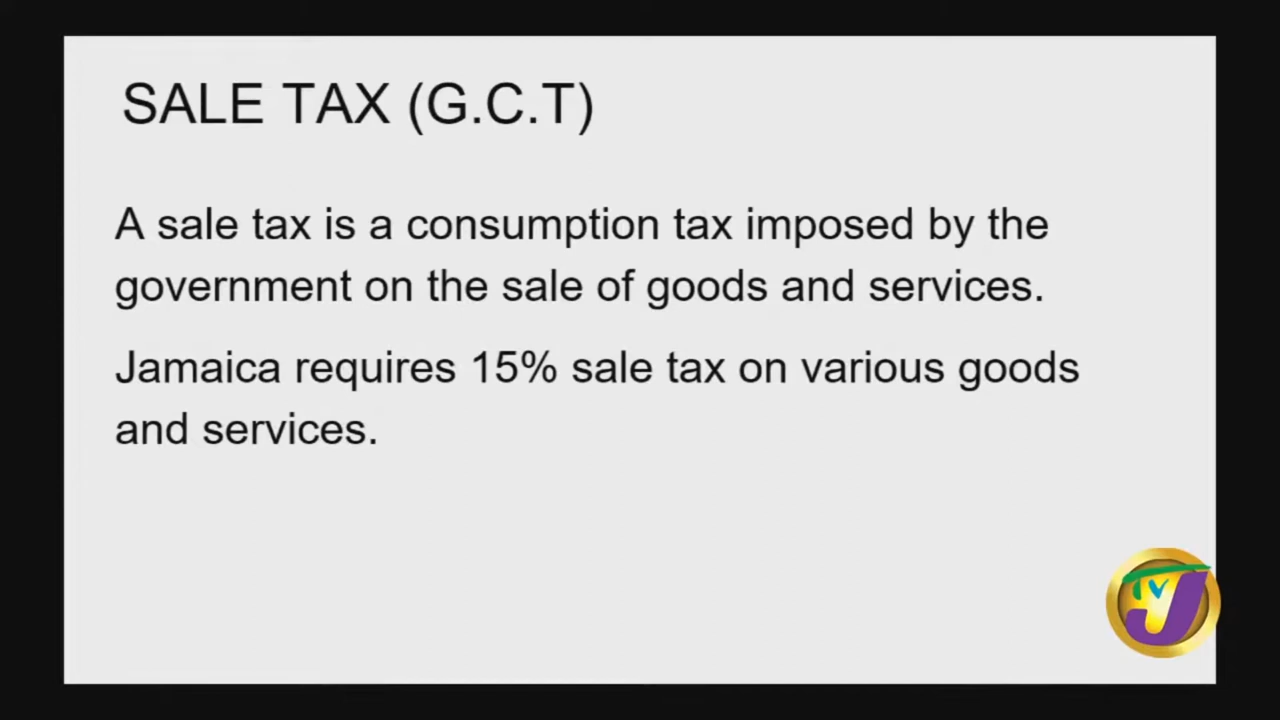 SALE TAX (G.C.T)
A sale tax is a consumption tax imposed by the
government on the sale of goods and services.
Jamaica requires 15% sale tax on various goods
and services.
TVJ